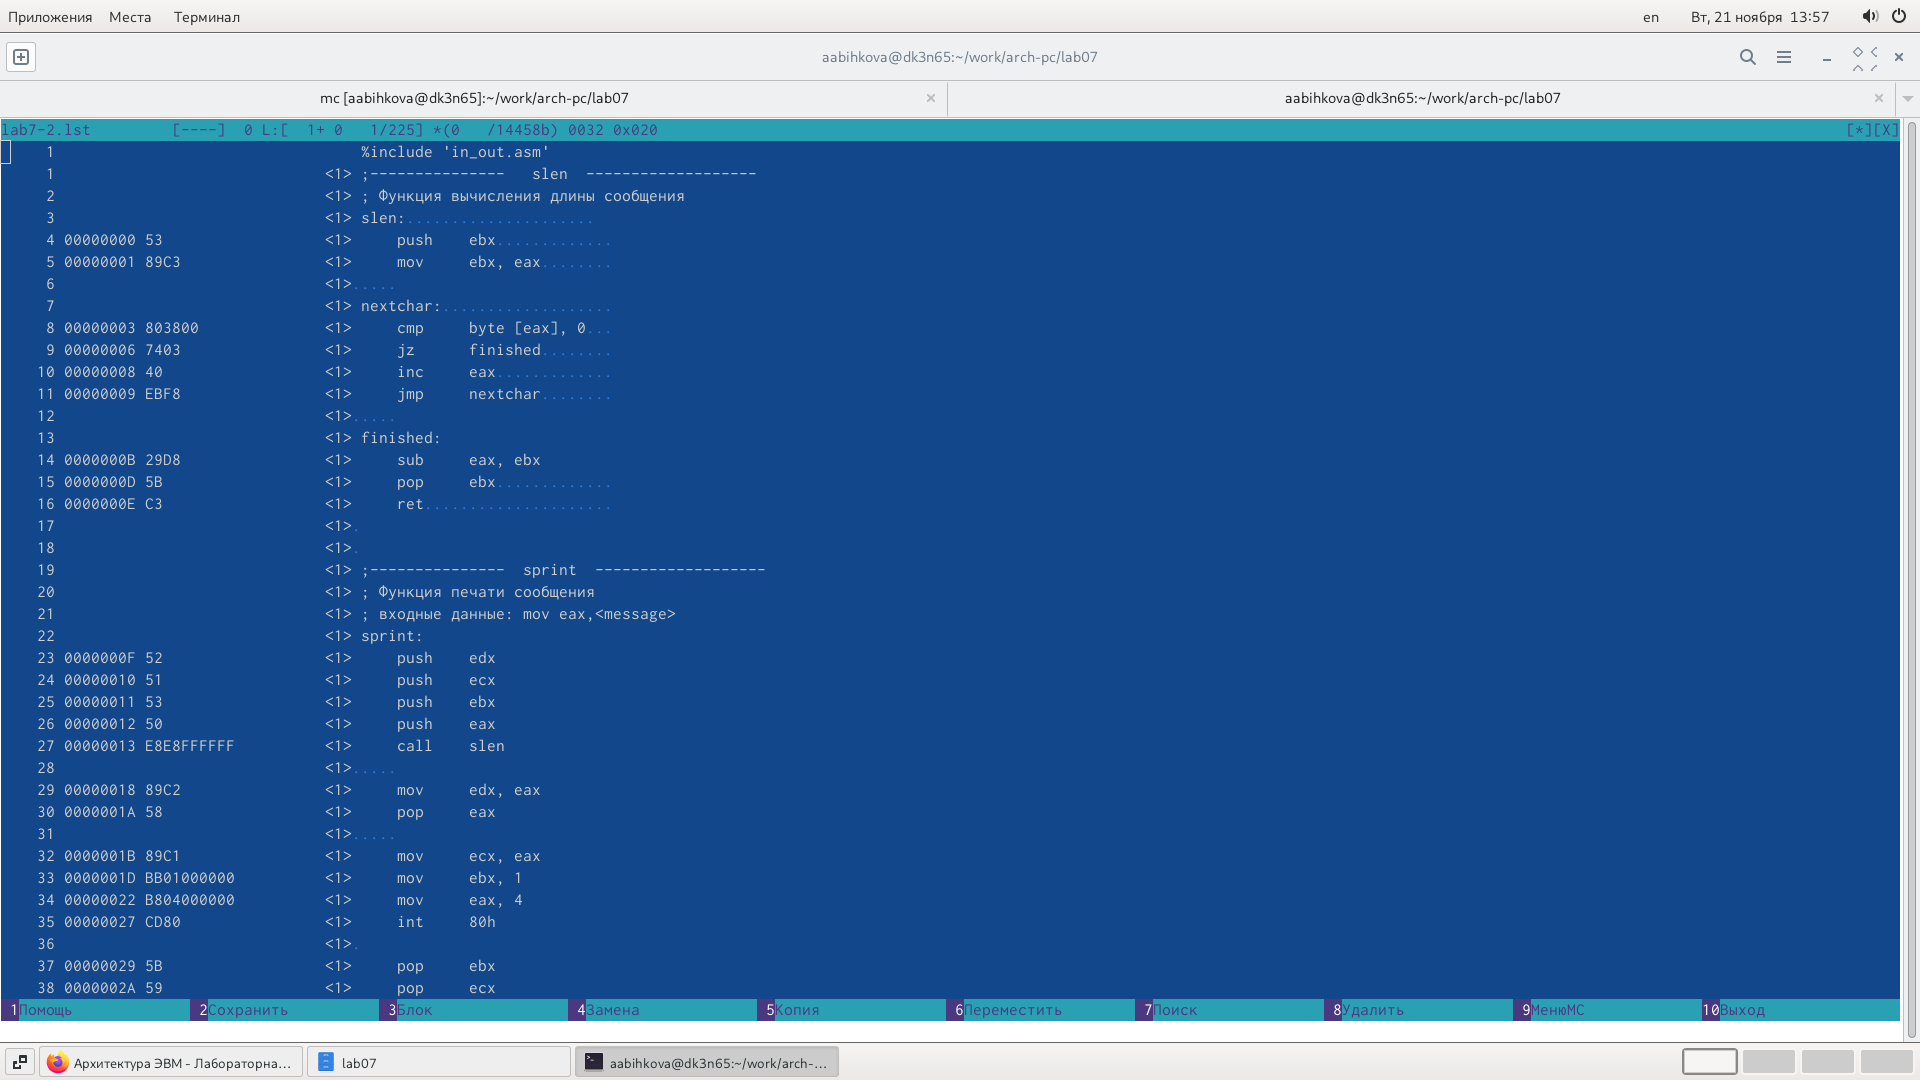 Приложения Места Терминал en Вт, 21 ноября 13:57
aabihkova@dk3n65:~/work/arch-pc/lab07
mc [aabihkova@dk3n65]:~/work/arch-pc/lab07 aabihkova@dk3n65:~/work/arch-pc/lab07
lab7-2.lst [----] 0 L:[ 1+ 0 1/225] *(0 /14458b) 0032 0x020 [*][X]
1 %include 'in_out.asm'
1 <1> ;--------------- slen -------------------
2 <1> ; Функция вычисления длины сообщения
3 <1> slen:.....................
4 00000000 53 <1> push ebx.............
5 00000001 89C3 <1> mov ebx, eax........
6 <1>.....
7 <1> nextchar:...................
8 00000003 803800 <1> cmp byte [eax], 0...
9 00000006 7403 <1> jz finished........
10 00000008 40 <1> inc eax.............
11 00000009 EBF8 <1> jmp nextchar........
12 <1>.....
13 <1> finished:
14 0000000B 29D8 <1> sub eax, ebx
15 0000000D 5B <1> pop ebx.............
16 0000000E C3 <1> ret.....................
17 <1>.
18 <1>.
19 <1> ;--------------- sprint -------------------
20 <1> ; Функция печати сообщения
21 <1> ; входные данные: mov eax,<message>
22 <1> sprint:
23 0000000F 52 <1> push edx
24 00000010 51 <1> push ecx
25 00000011 53 <1> push ebx
26 00000012 50 <1> push eax
27 00000013 E8E8FFFFFF <1> call slen
28 <1>.....
29 00000018 89C2 <1> mov edx, eax
30 0000001A 58 <1> pop eax
31 <1>.....
32 0000001B 89C1 <1> mov ecx, eax
33 0000001D BB01000000 <1> mov ebx, 1
34 00000022 B804000000 <1> mov eax, 4
35 00000027 CD80 <1> int 80h
36 <1>.
37 00000029 5B <1> pop ebx
38 0000002A 59 <1> pop ecx
1Помощь 2Сохранить 3Блок 4Замена 5Копия 6Переместить 7Поиск 8Удалить 9МенюMC 10Выход
Архитектура ЭВМ - Лабораторна... lab07 aabihkova@dk3n65:~/work/arch-...